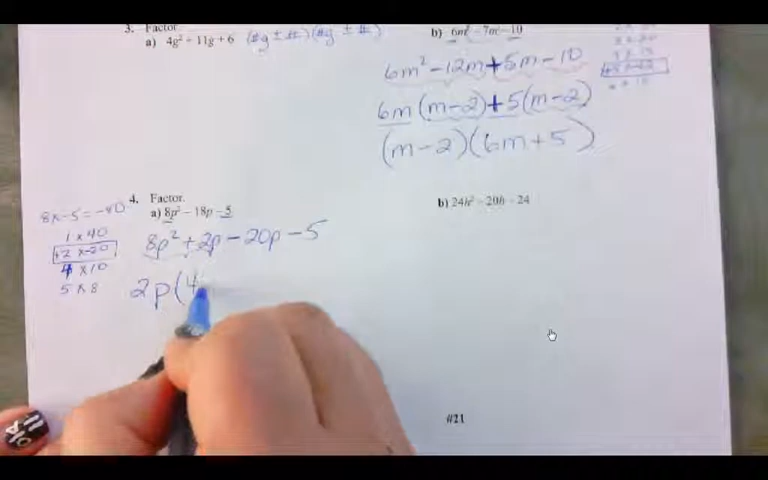 3. Factor
a) 4g² + 11g + 6 (#g ± #)(#g ± #)
b) 6m² - 7m - 10
6m² - 12m + 5m - 10
6m(m-2) + 5(m-2)
(m-2)(6m+5)
4. Factor.
a) 8p² - 18p - 5
8 x -5 = -40
1 x 40
+2 x -20
4 x 10
5 x 8
8p² + 2p - 20p - 5
2p(4
b) 24h² - 20h - 24
#21